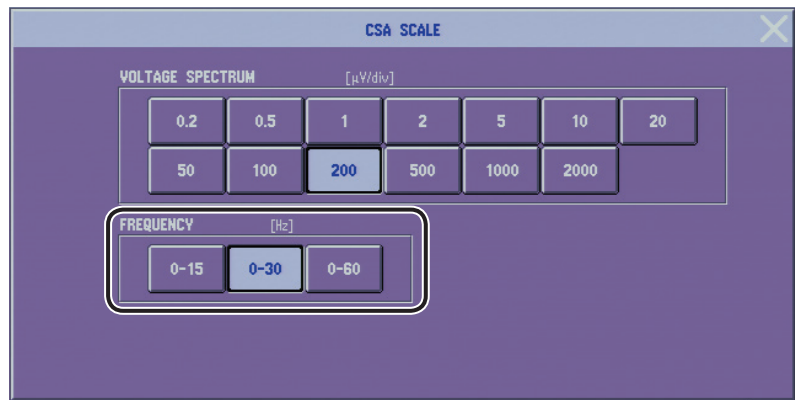 CSA SCALE
VOLTAGE SPECTRUM [µV/div]
0.2 0.5 1 2 5 10 20
50 100 200 500 1000 2000
FREQUENCY [Hz]
0-15 0-30 0-60